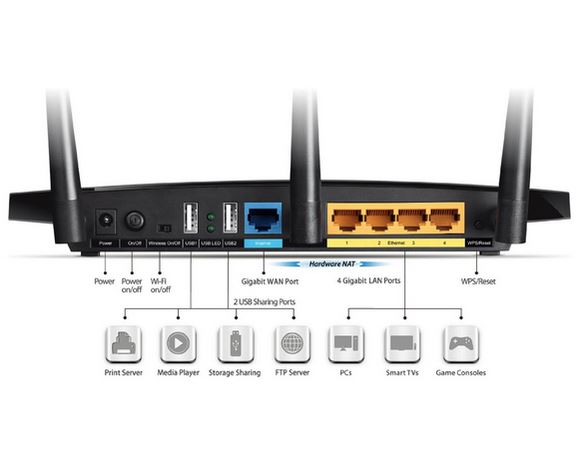 Power On/Off Wireless On/Off USB1 USB LED USB2 Internet 1 2 Ethernet 3 4 WPS/Reset
Hardware NAT
Power Power on/off Wi-Fi on/off Gigabit WAN Port 4 Gigabit LAN Ports WPS/Reset
2 USB Sharing Ports
Print Server Media Player Storage Sharing FTP Server PCs Smart TVs Game Consoles